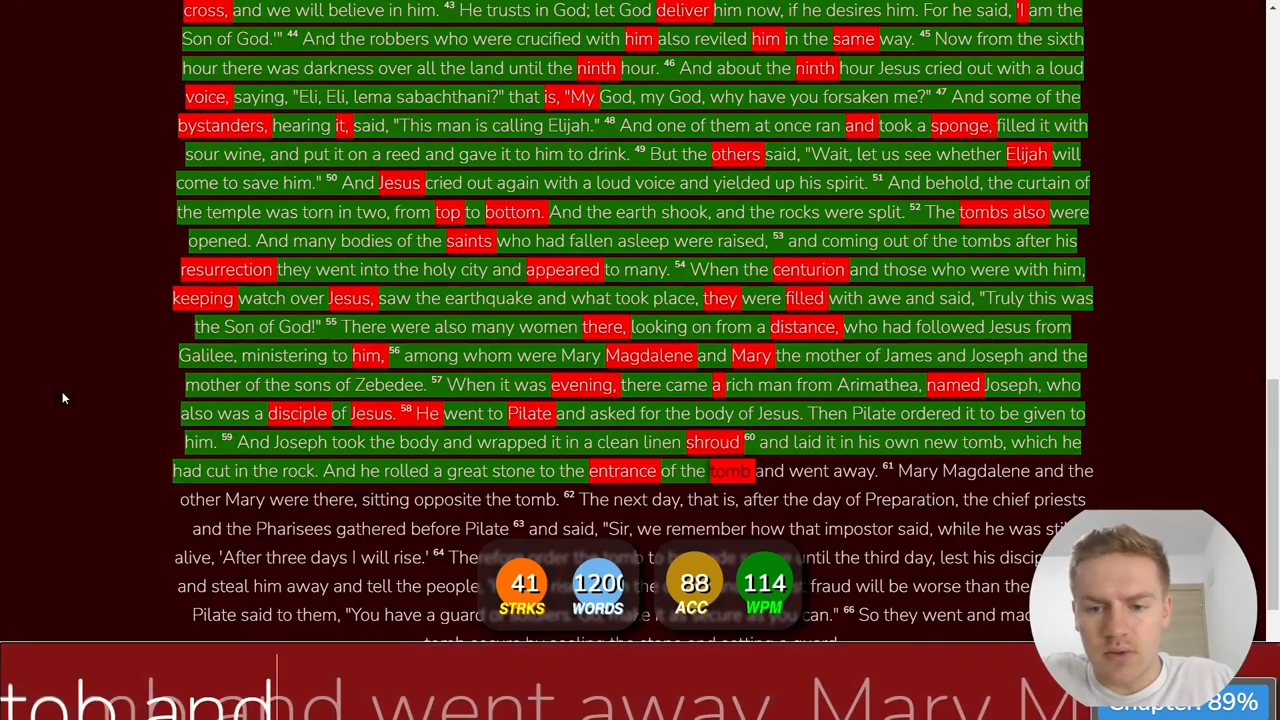 cross, and we will believe in him. 43 He trusts in God; let God deliver him now, if he desires him. For he said, 'I am the
Son of God.'" 44 And the robbers who were crucified with him also reviled him in the same way. 45 Now from the sixth
hour there was darkness over all the land until the ninth hour. 46 And about the ninth hour Jesus cried out with a loud
voice, saying, "Eli, Eli, lema sabachthani?" that is, "My God, my God, why have you forsaken me?" 47 And some of the
bystanders, hearing it, said, "This man is calling Elijah." 48 And one of them at once ran and took a sponge, filled it with
sour wine, and put it on a reed and gave it to him to drink. 49 But the others said, "Wait, let us see whether Elijah will
come to save him." 50 And Jesus cried out again with a loud voice and yielded up his spirit. 51 And behold, the curtain of
the temple was torn in two, from top to bottom. And the earth shook, and the rocks were split. 52 The tombs also were
opened. And many bodies of the saints who had fallen asleep were raised, 53 and coming out of the tombs after his
resurrection they went into the holy city and appeared to many. 54 When the centurion and those who were with him,
keeping watch over Jesus, saw the earthquake and what took place, they were filled with awe and said, "Truly this was
the Son of God!" 55 There were also many women there, looking on from a distance, who had followed Jesus from
Galilee, ministering to him, 56 among whom were Mary Magdalene and Mary the mother of James and Joseph and the
mother of the sons of Zebedee. 57 When it was evening, there came a rich man from Arimathea, named Joseph, who
also was a disciple of Jesus. 58 He went to Pilate and asked for the body of Jesus. Then Pilate ordered it to be given to
him. 59 And Joseph took the body and wrapped it in a clean linen shroud 60 and laid it in his own new tomb, which he
had cut in the rock. And he rolled a great stone to the entrance of the tomb and went away. 61 Mary Magdalene and the
other Mary were there, sitting opposite the tomb. 62 The next day, that is, after the day of Preparation, the chief priests
and the Pharisees gathered before Pilate 63 and said, "Sir, we remember how that impostor said, while he was
alive, 'After three days I will rise.' 64 Therefore order the tomb to be until the third day, lest his
and steal him away and tell the people, fraud will be worse than the
Pilate said to them, "You have a guard can." 66 So they went and
tomb secure by sealing the stone and setting a guard
41 STRKS 1200 WORDS 88 ACC 114 WPM
tob and went away. Mary M
Chapter: 89%